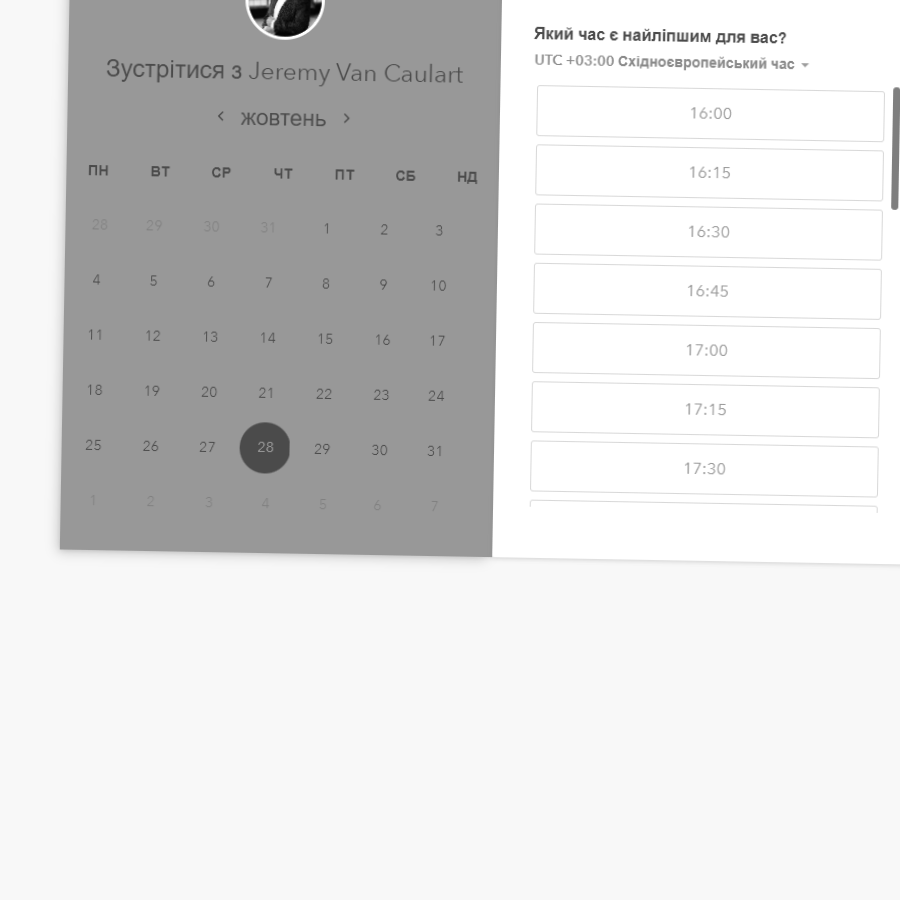 Зустрітися з Jeremy Van Caulart
жовтень
ПН ВТ СР ЧТ ПТ СБ НД
28 29 30 31 1 2 3
4 5 6 7 8 9 10
11 12 13 14 15 16 17
18 19 20 21 22 23 24
25 26 27 28 29 30 31
1 2 3 4 5 6 7
Який час є найліпшим для вас?
UTC +03:00 Східноєвропейський час
16:00
16:15
16:30
16:45
17:00
17:15
17:30